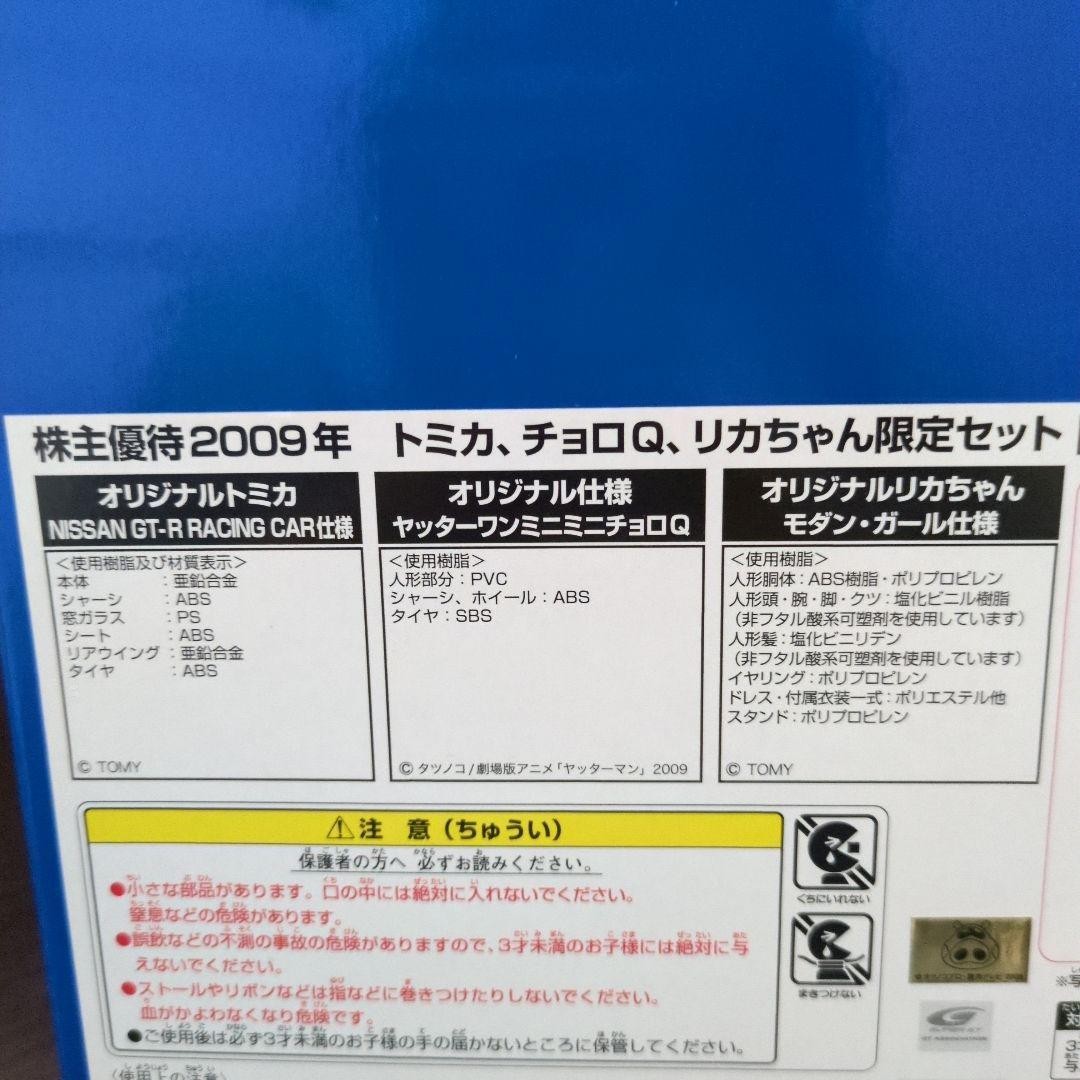 株主優待2009年 トミカ、チョロQ、リカちゃん限定セット
オリジナルトミカ
NISSAN GT-R RACING CAR仕様
<使用樹脂及び材質表示>
本体 : 亜鉛合金
シャーシ : ABS
窓ガラス : PS
シート : ABS
リアウイング : 亜鉛合金
タイヤ : ABS
© TOMY
オリジナル仕様
ヤッターワンミニミニチョロQ
<使用樹脂>
人形部分 : PVC
シャーシ、ホイール : ABS
タイヤ : SBS
© タツノコ/劇場版アニメ「ヤッターマン」2009
オリジナルリカちゃん
モダン・ガール仕様
<使用樹脂>
人形胴体 : ABS樹脂・ポリプロピレン
人形頭・腕・脚・クツ : 塩化ビニル樹脂
(非フタル酸系可塑剤を使用しています)
人形髪 : 塩化ビニリデン
(非フタル酸系可塑剤を使用しています)
イヤリング : ポリプロピレン
ドレス・付属衣装一式 : ポリエステル他
スタンド : ポリプロピレン
© TOMY
⚠注 意(ちゅうい)
保護者の方へ 必ずお読みください。
●小さな部品があります。口の中には絶対に入れないでください。
窒息などの危険があります。
●誤飲などの不測の事故の危険がありますので、3才未満のお子様には絶対に与
えないでください。
●ストールやリボンなどは指などに巻きつけたりしないでください。
血がかよわなくなり危険です。
●ご使用後は必ず3才未満のお子様の手の届かないところに保管してください。
くちにいれない
まきつけない
〈使用上の注意〉
※写
対
3才
与